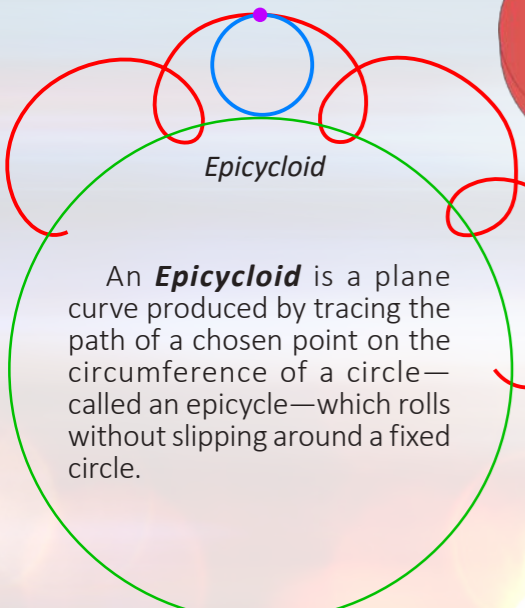 Epicycloid
An Epicycloid is a plane
curve produced by tracing the
path of a chosen point on the
circumference of a circle—
called an epicycle—which rolls
without slipping around a fixed
circle.